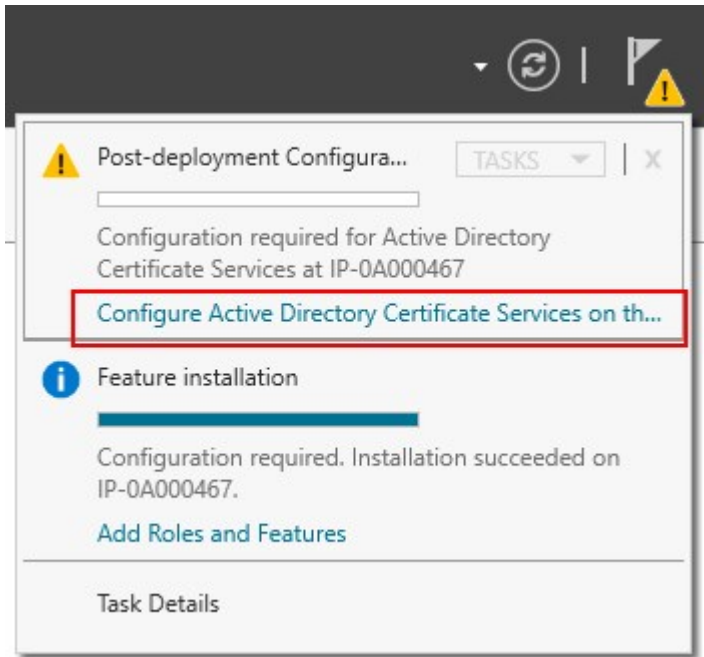 Post-deployment Configura...
TASKS
X
Configuration required for Active Directory
Certificate Services at IP-0A000467
Configure Active Directory Certificate Services on th...
Feature installation
Configuration required. Installation succeeded on
IP-0A000467.
Add Roles and Features
Task Details